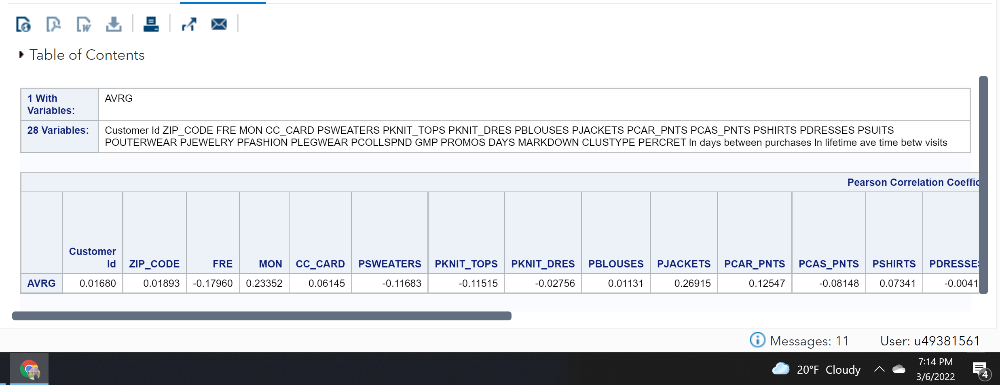 Table of Contents
1 With
Variables:
AVRG
28 Variables:
Customer Id ZIP_CODE FRE MON CC_CARD PSWEATERS PKNIT_TOPS PKNIT_DRES PBLOUSES PJACKETS PCAR_PNTS PCAS_PNTS PSHIRTS PDRESSES PSUITS
POUTERWEAR PJEWELRY PFASHION PLEGWEAR PCOLLSPND GMP PROMOS DAYS MARKDOWN CLUSTYPE PERCRET ln days between purchases ln lifetime ave time betw visits
Pearson Correlation Coeffic
Customer
Id ZIP_CODE FRE MON CC_CARD PSWEATERS PKNIT_TOPS PKNIT_DRES PBLOUSES PJACKETS PCAR_PNTS PCAS_PNTS PSHIRTS PDRESSES
AVRG 0.01680 0.01893 -0.17960 0.23352 0.06145 -0.11683 -0.11515 -0.02756 0.01131 0.26915 0.12547 -0.08148 0.07341 -0.0041
Messages: 11 User: u49381561
20°F Cloudy
7:14 PM
3/6/2022
4